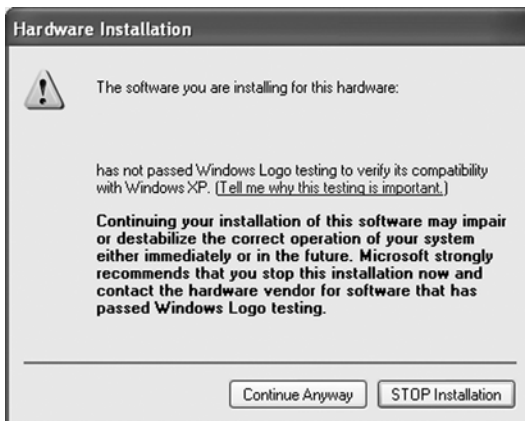 Hardware Installation
The software you are installing for this hardware:
has not passed Windows Logo testing to verify its compatibility
with Windows XP. (Tell me why this testing is important.)
Continuing your installation of this software may impair
or destabilize the correct operation of your system
either immediately or in the future. Microsoft strongly
recommends that you stop this installation now and
contact the hardware vendor for software that has
passed Windows Logo testing.
Continue Anyway
STOP Installation